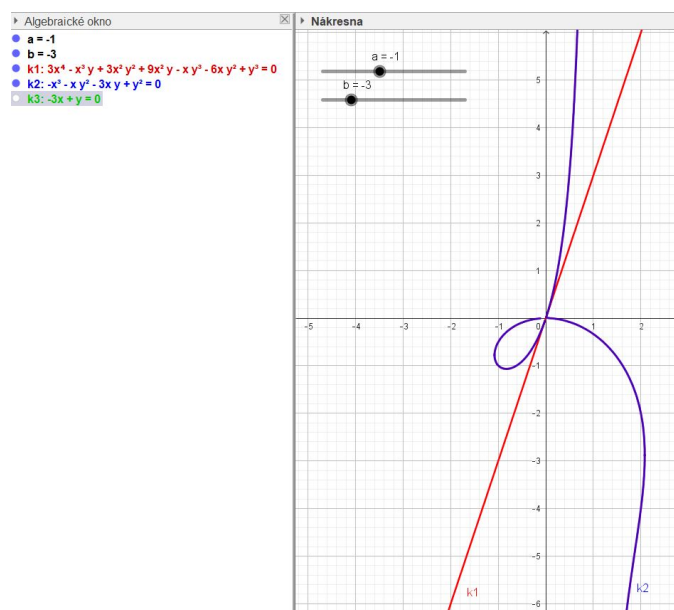 Algebraické okno
a = -1
b = -3
k1: 3x⁴ - x³ y + 3x² y² + 9x² y - x y³ - 6x y² + y³ = 0
k2: -x³ - x y² - 3x y + y² = 0
k3: -3x + y = 0
Nákresna
a = -1
b = -3
5
4
3
2
1
-5 -4 -3 -2 -1 0 1 2
-1
-2
-3
-4
-5
-6
k1 k2